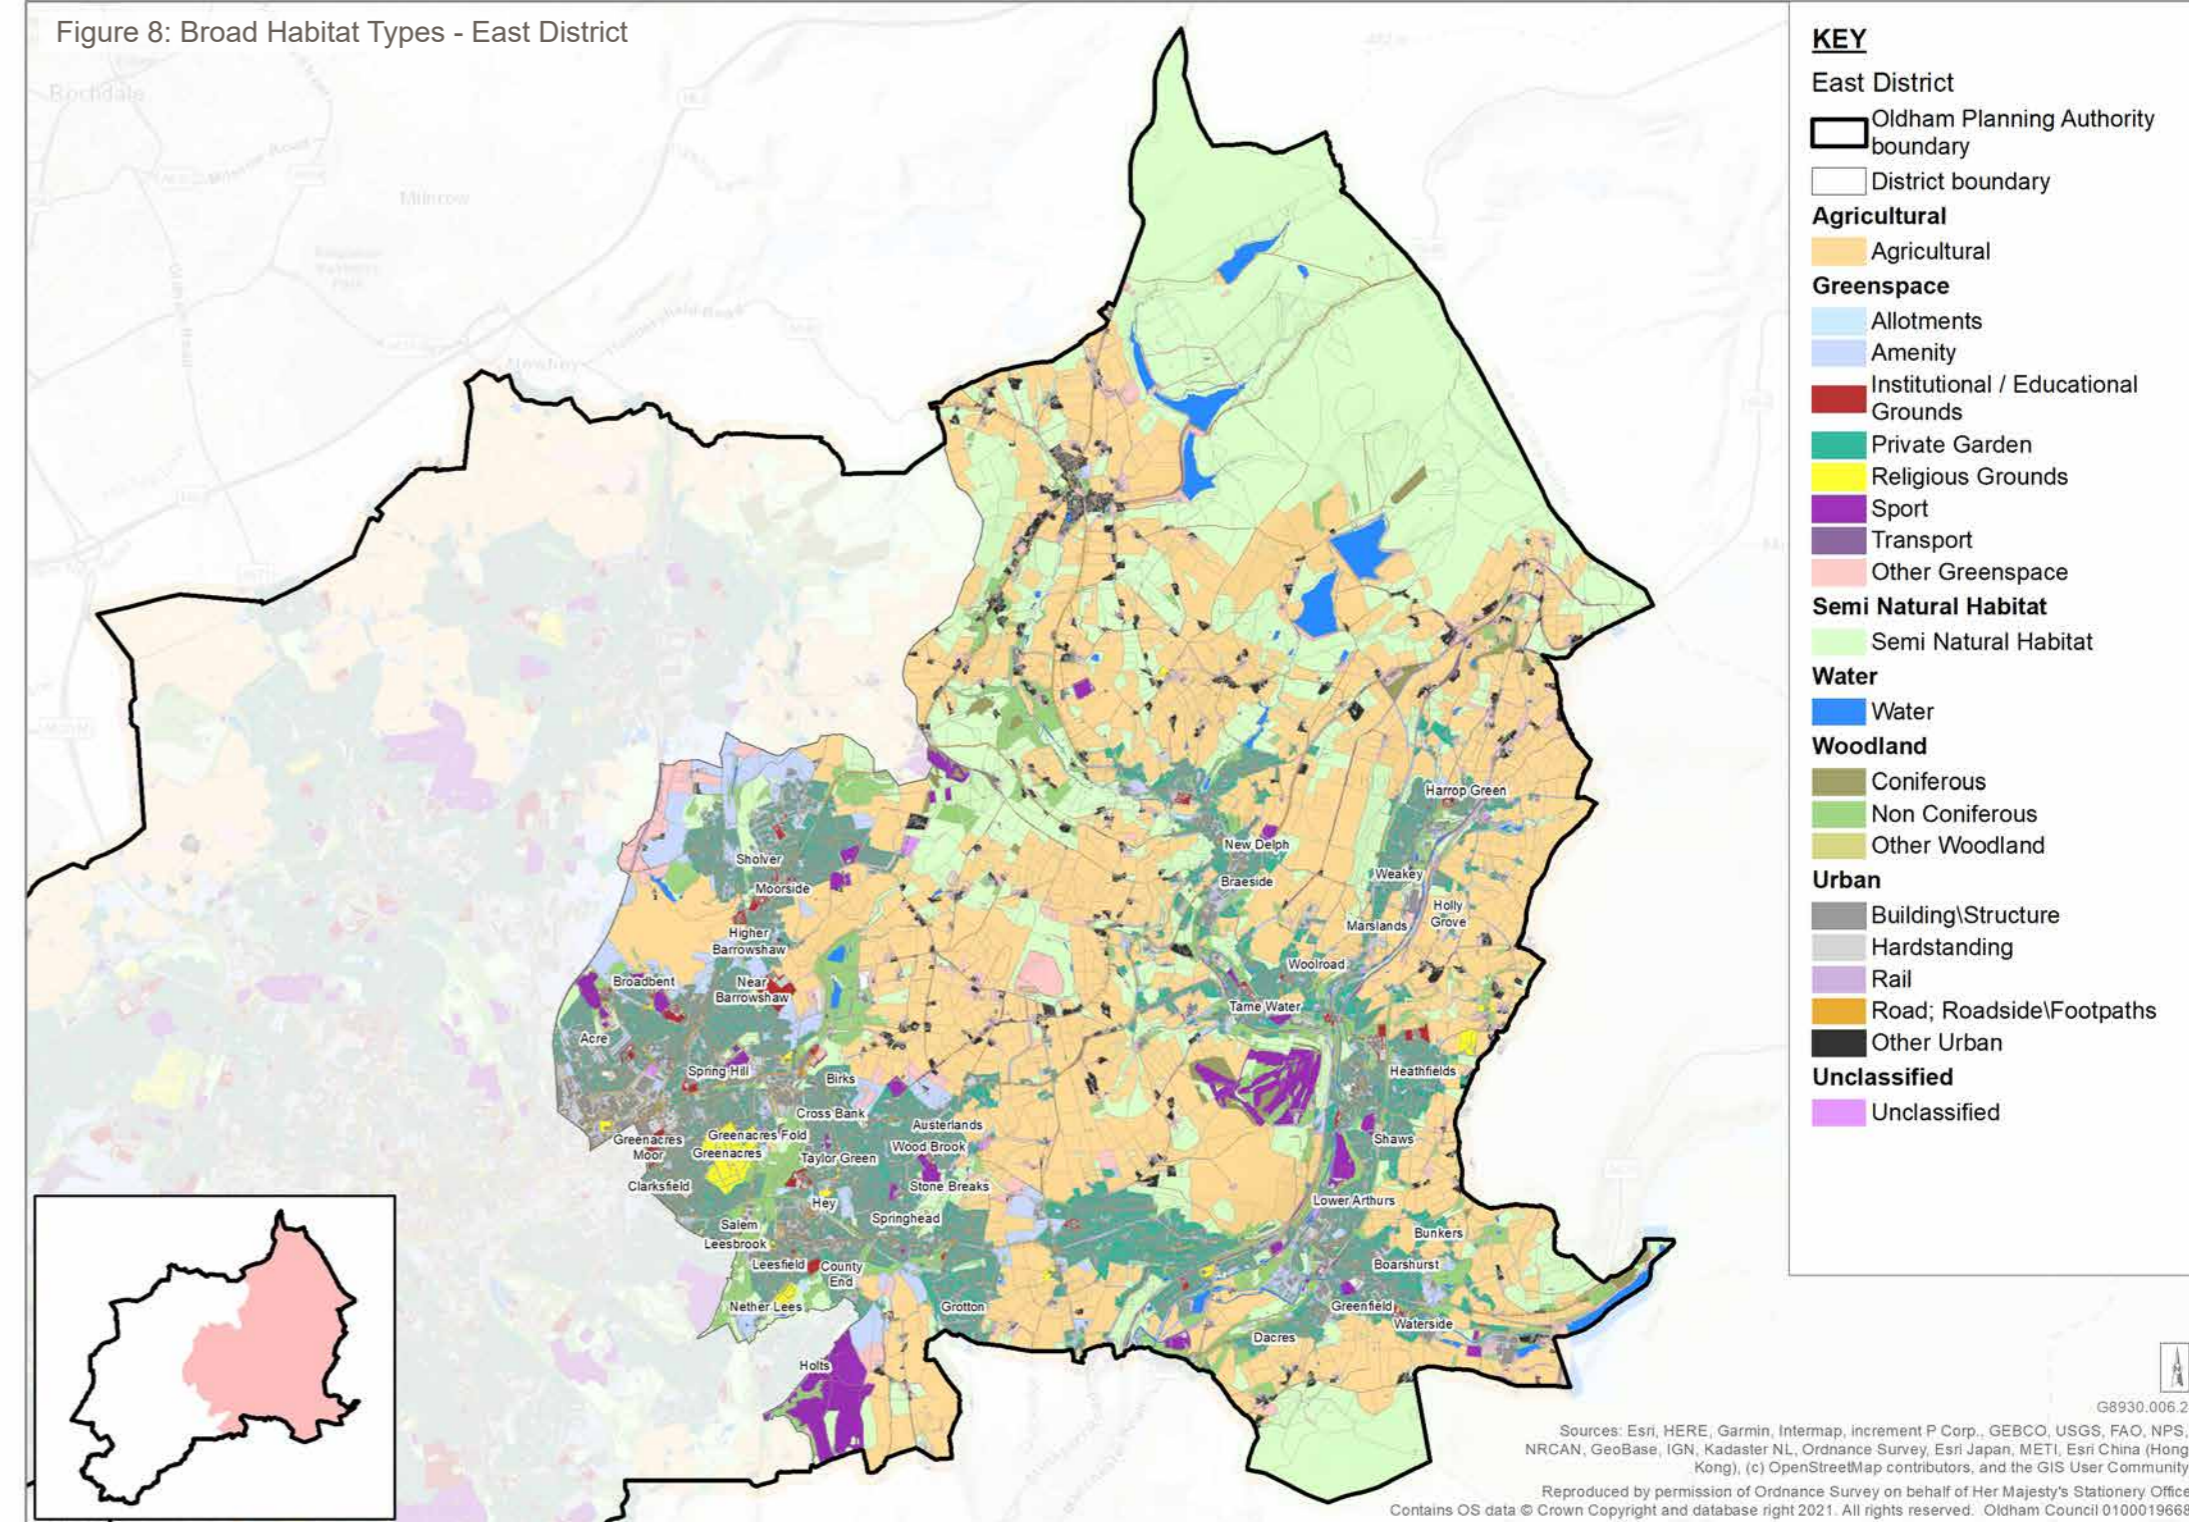 Figure 8: Broad Habitat Types - East District
Rochdale
Milnrow
Newhey
Sholver
Moorside
Higher
Barrowshaw
Broadbent
Near
Barrowshaw
Acre
Spring Hill
Birks
Cross Bank
Greenacres
Moor
Greenacres Fold
Greenacres
Taylor Green
Austerlands
Wood Brook
Stone Breaks
Clarksfield
Hey
Springhead
Salem
Leesbrook
Leesfield
County
End
Nether Lees
Grotton
Holts
Harrop Green
New Delph
Braeside
Weakey
Holly
Grove
Marslands
Woolroad
Tame Water
Heathfields
Shaws
Lower Arthurs
Bunkers
Boarshurst
Greenfield
Waterside
Dacres
KEY
East District
Oldham Planning Authority
boundary
District boundary
Agricultural
Agricultural
Greenspace
Allotments
Amenity
Institutional / Educational
Grounds
Private Garden
Religious Grounds
Sport
Transport
Other Greenspace
Semi Natural Habitat
Semi Natural Habitat
Water
Water
Woodland
Coniferous
Non Coniferous
Other Woodland
Urban
Building\Structure
Hardstanding
Rail
Road; Roadside\Footpaths
Other Urban
Unclassified
Unclassified
G8930.006.2
Sources: Esri, HERE, Garmin, Intermap, increment P Corp., GEBCO, USGS, FAO, NPS,
NRCAN, GeoBase, IGN, Kadaster NL, Ordnance Survey, Esri Japan, METI, Esri China (Hong
Kong), (c) OpenStreetMap contributors, and the GIS User Community
Reproduced by permission of Ordnance Survey on behalf of Her Majesty's Stationery Office
Contains OS data © Crown Copyright and database right 2021. All rights reserved. Oldham Council 0100019668